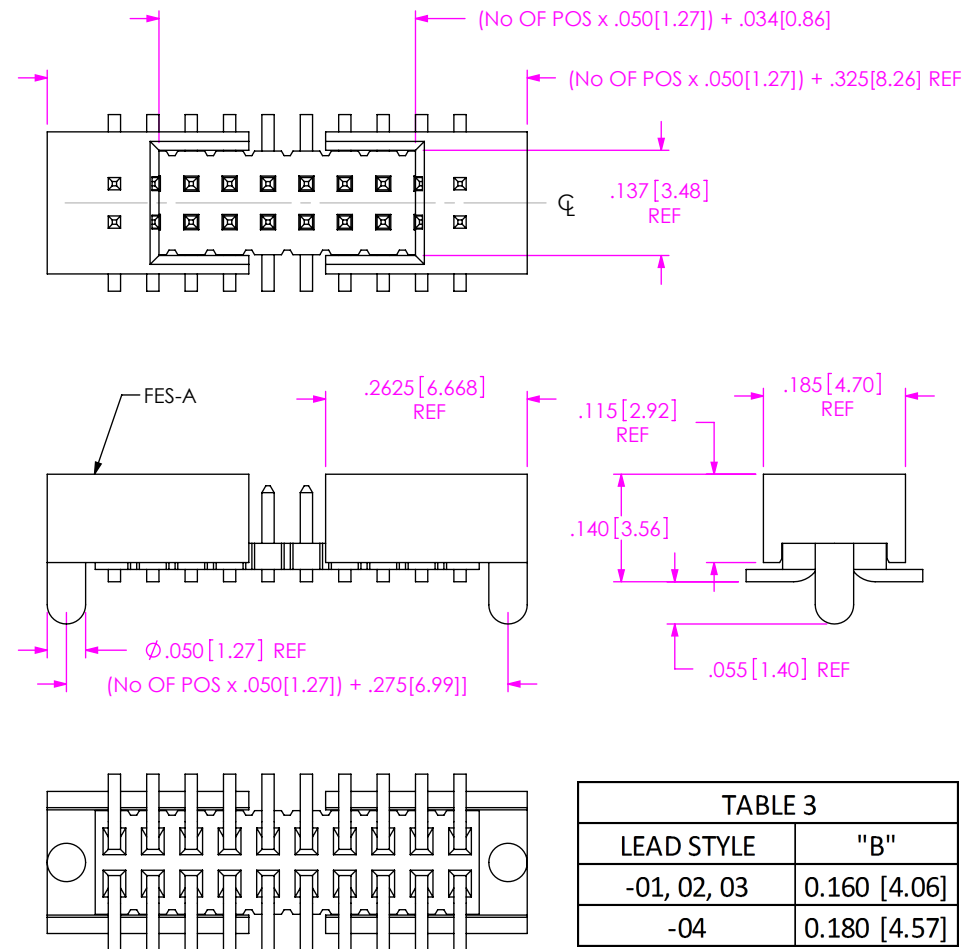 (No OF POS x .050[1.27]) + .034[0.86]
(No OF POS x .050[1.27]) + .325[8.26] REF
.137[3.48]
REF
℄
FES-A
.2625[6.668]
REF
.115[2.92]
REF
.185[4.70]
REF
.140[3.56]
Ø.050[1.27] REF
(No OF POS x .050[1.27]) + .275[6.99]]
.055[1.40] REF
TABLE 3
LEAD STYLE "B"
-01, 02, 03 0.160 [4.06]
-04 0.180 [4.57]